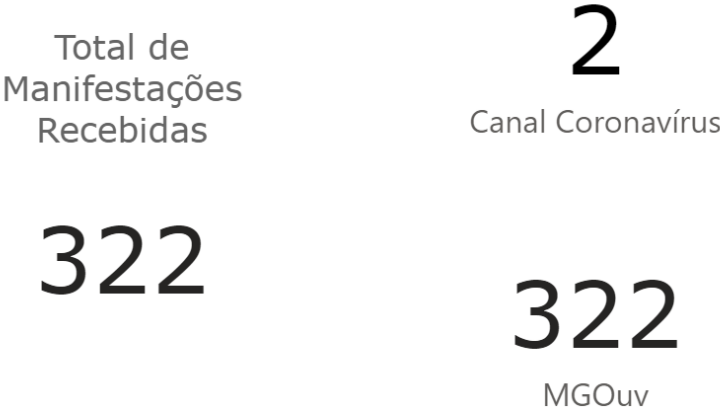 Total de
Manifestações
Recebidas
322
2
Canal Coronavírus
322
MGOuv